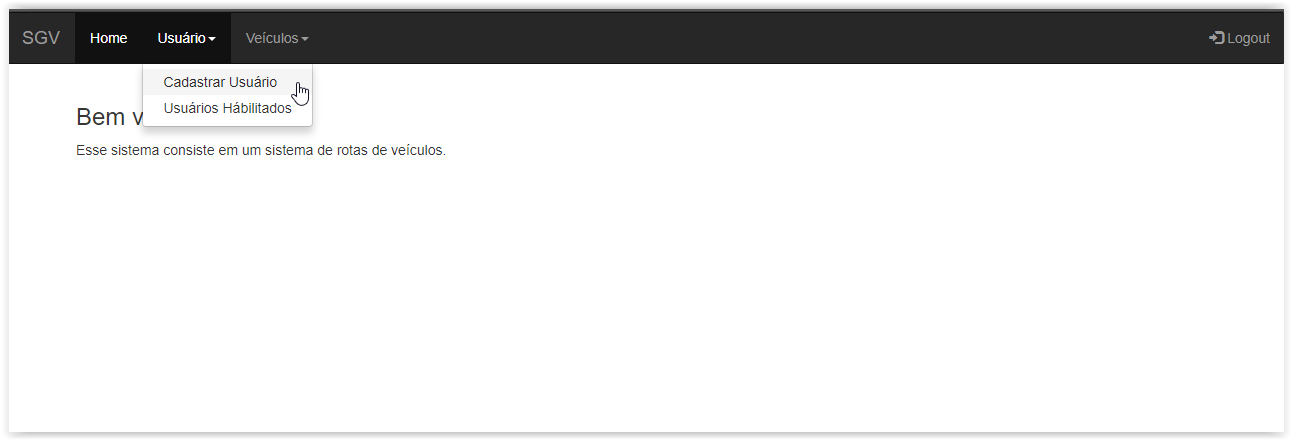 SGV Home Usuário Veículos Logout
Cadastrar Usuário
Usuários Hábilitados
Bem
Esse sistema consiste em um sistema de rotas de veículos.